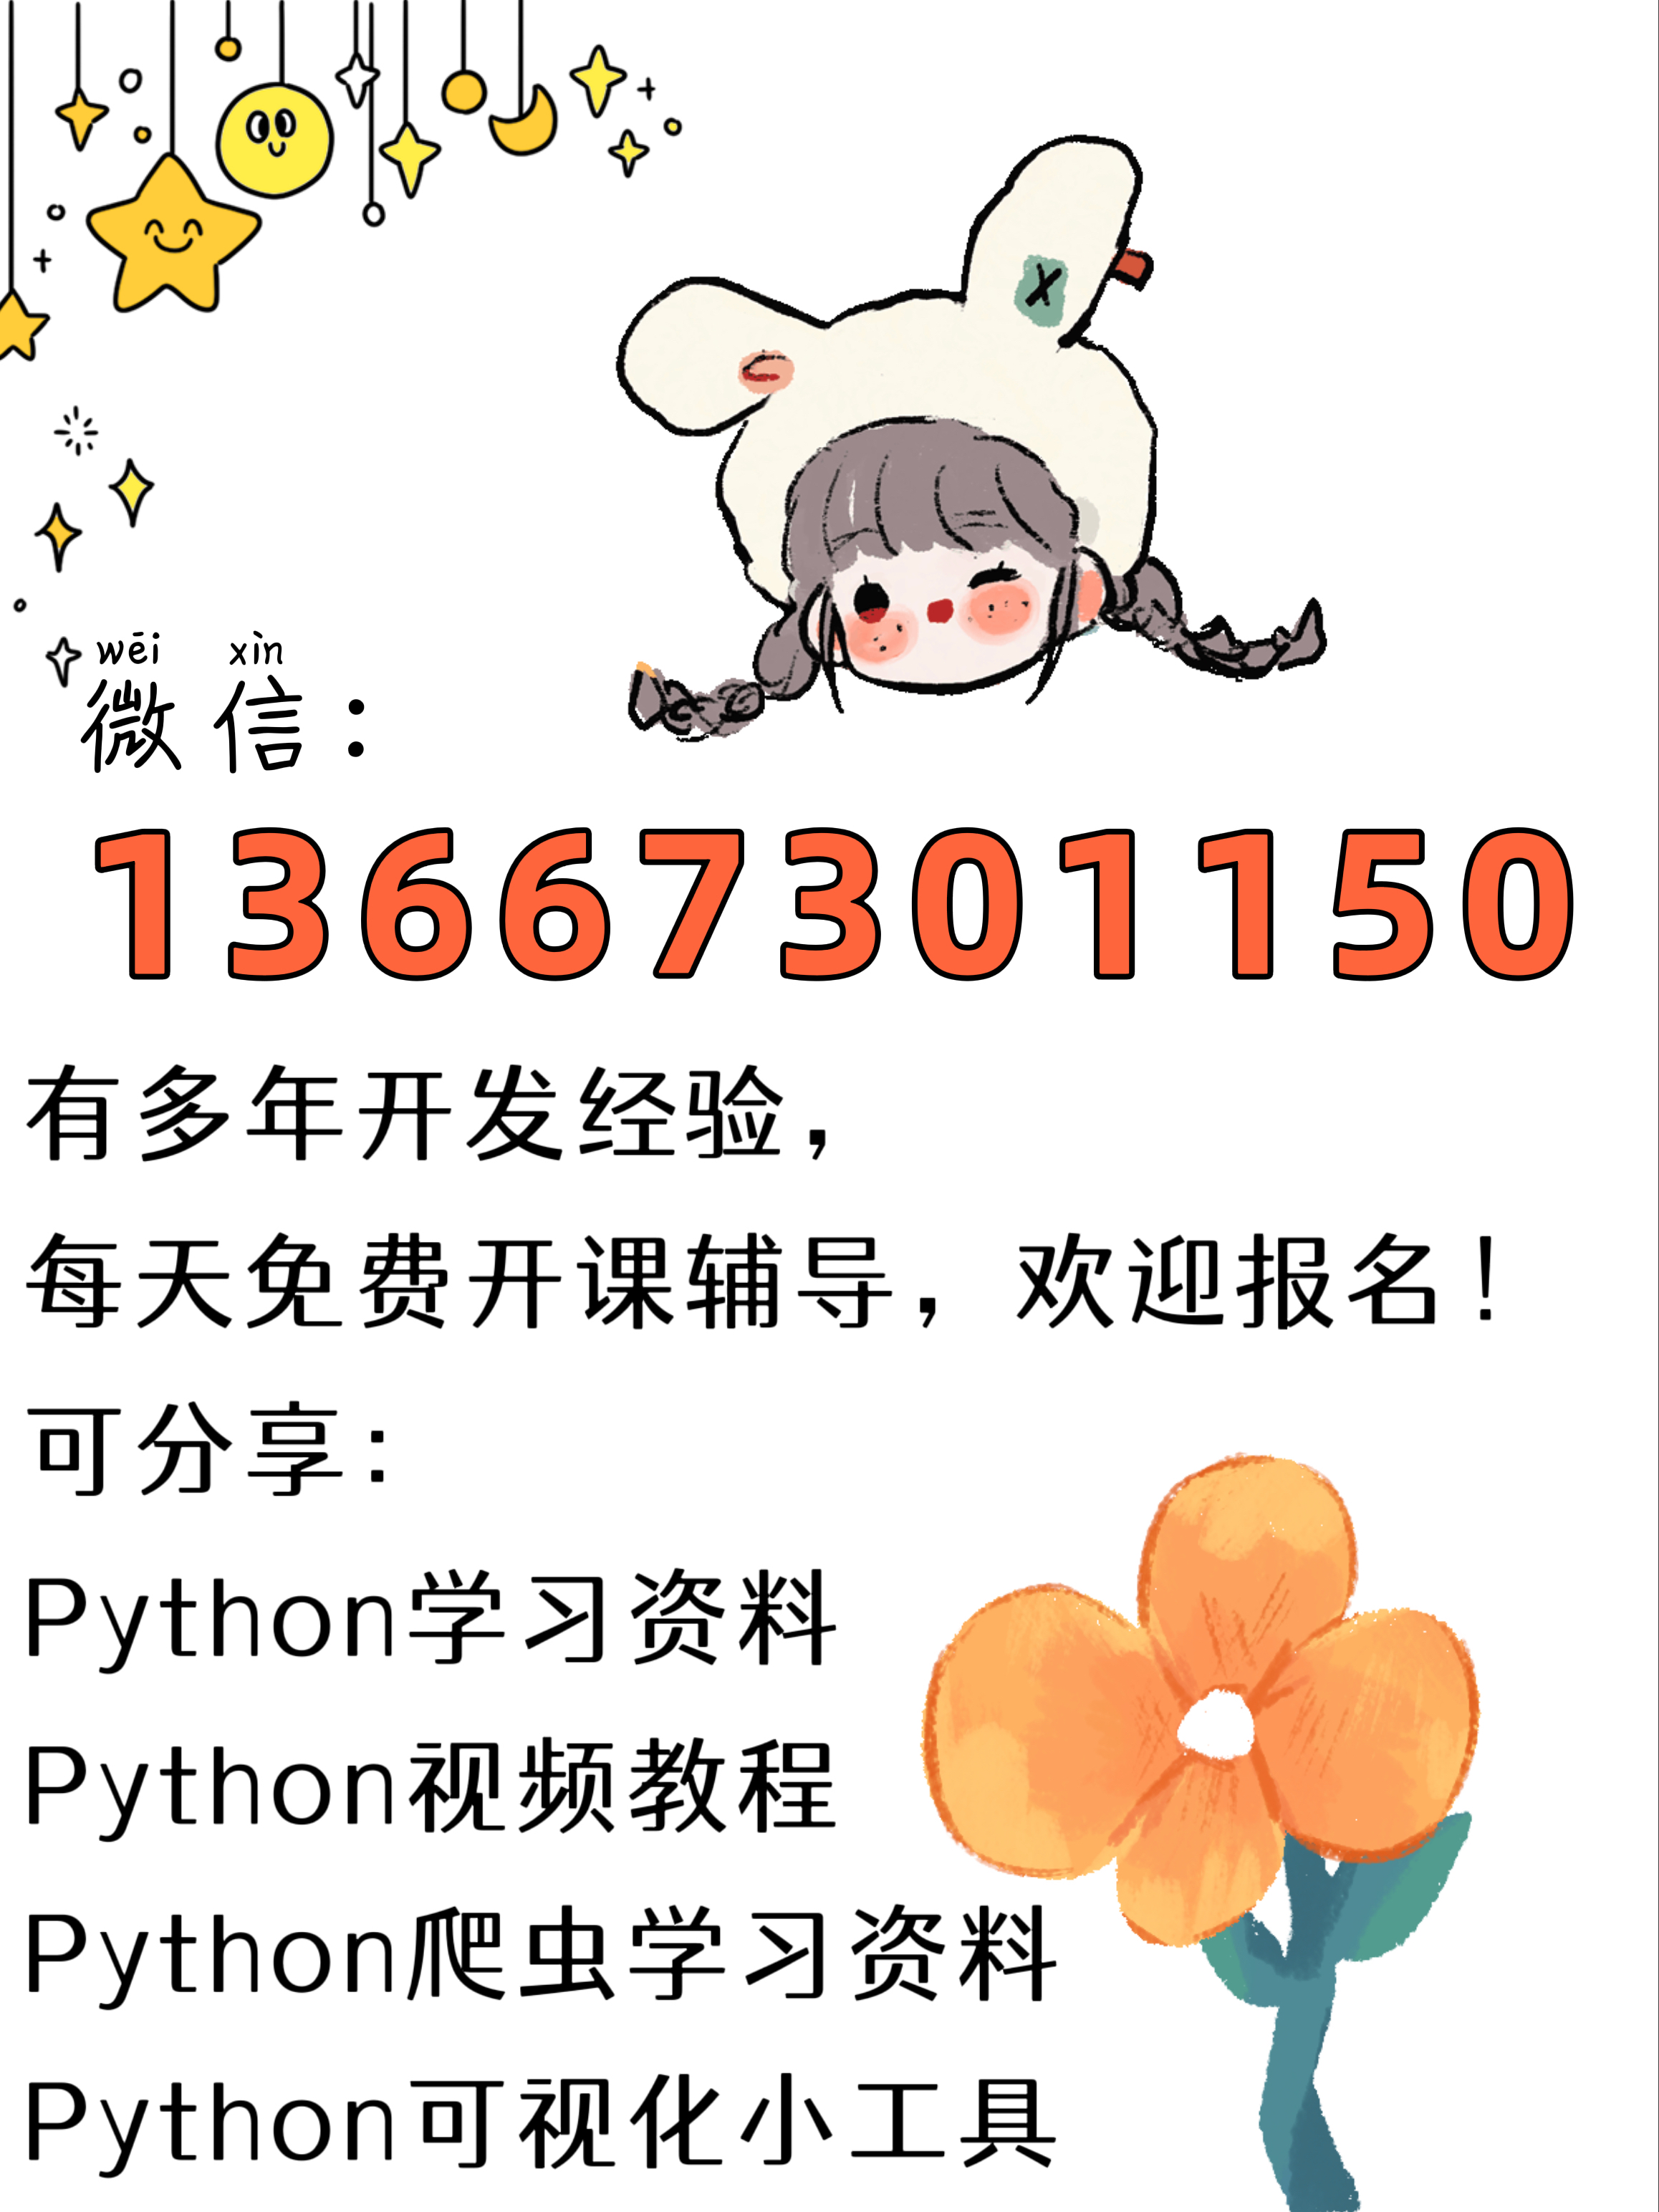 wēi xìn
微信：
13667301150
有多年开发经验，
每天免费开课辅导，欢迎报名！
可分享：
Python学习资料
Python视频教程
Python爬虫学习资料
Python可视化小工具